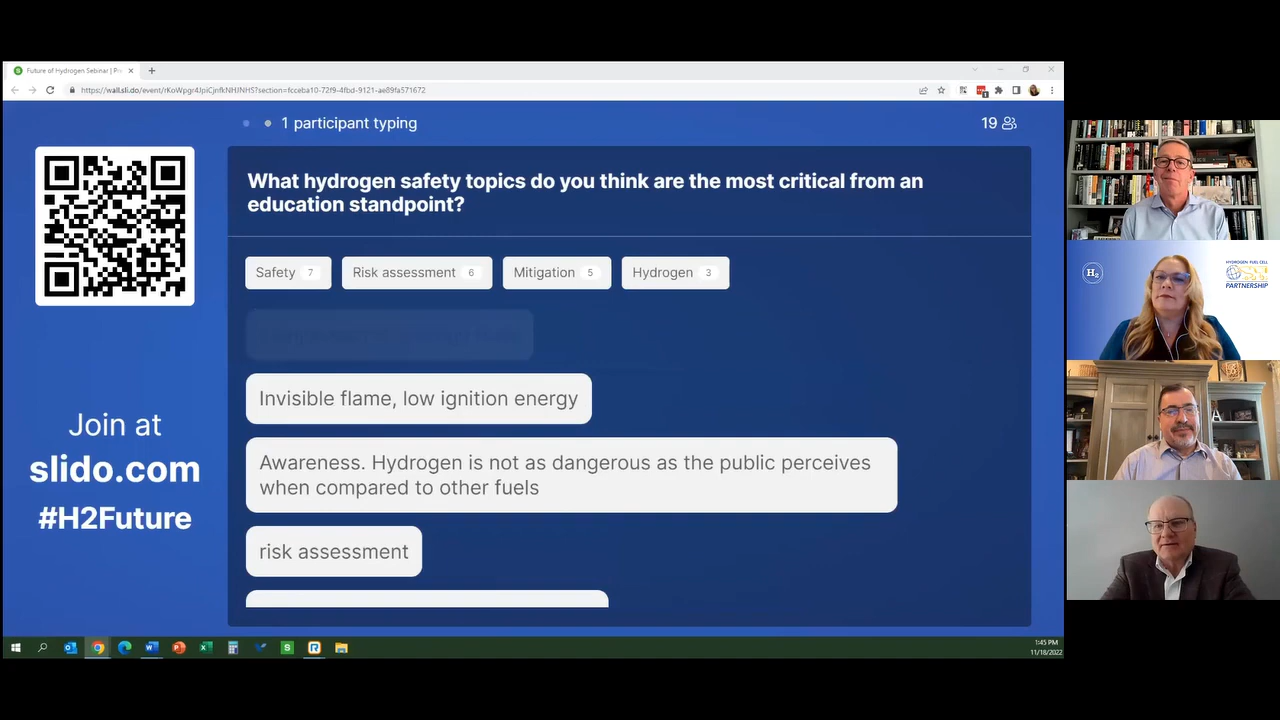 Future of Hydrogen Sebinar | Pr
https://wall.sli.do/event/rKoWpgr4JpiCjnfkNHJNHS?section=fcceba10-72f9-4fbd-9121-ae89fa571672
1 participant typing
19
What hydrogen safety topics do you think are the most critical from an
education standpoint?
Safety 7
Risk assessment 6
Mitigation 5
Hydrogen 3
Invisible flame, low ignition energy
Awareness. Hydrogen is not as dangerous as the public perceives
when compared to other fuels
risk assessment
Join at
slido.com
#H2Future
H2
HYDROGEN FUEL CELL
PARTNERSHIP
1:45 PM
11/18/2022